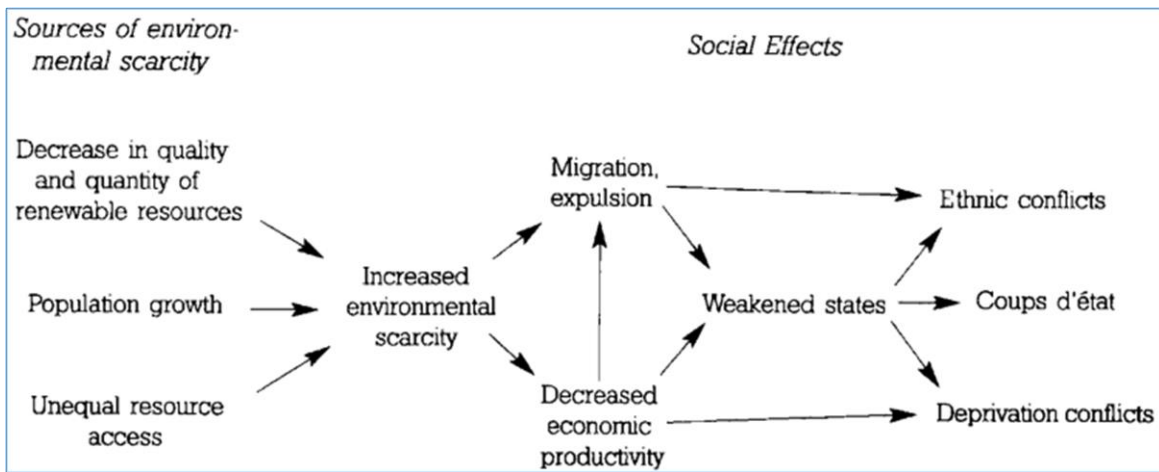 Sources of environ-
mental scarcity
Social Effects
Decrease in quality
and quantity of
renewable resources
Population growth
Unequal resource
access
Increased
environmental
scarcity
Migration,
expulsion
Decreased
economic
productivity
Weakened states
Ethnic conflicts
Coups d'état
Deprivation conflicts